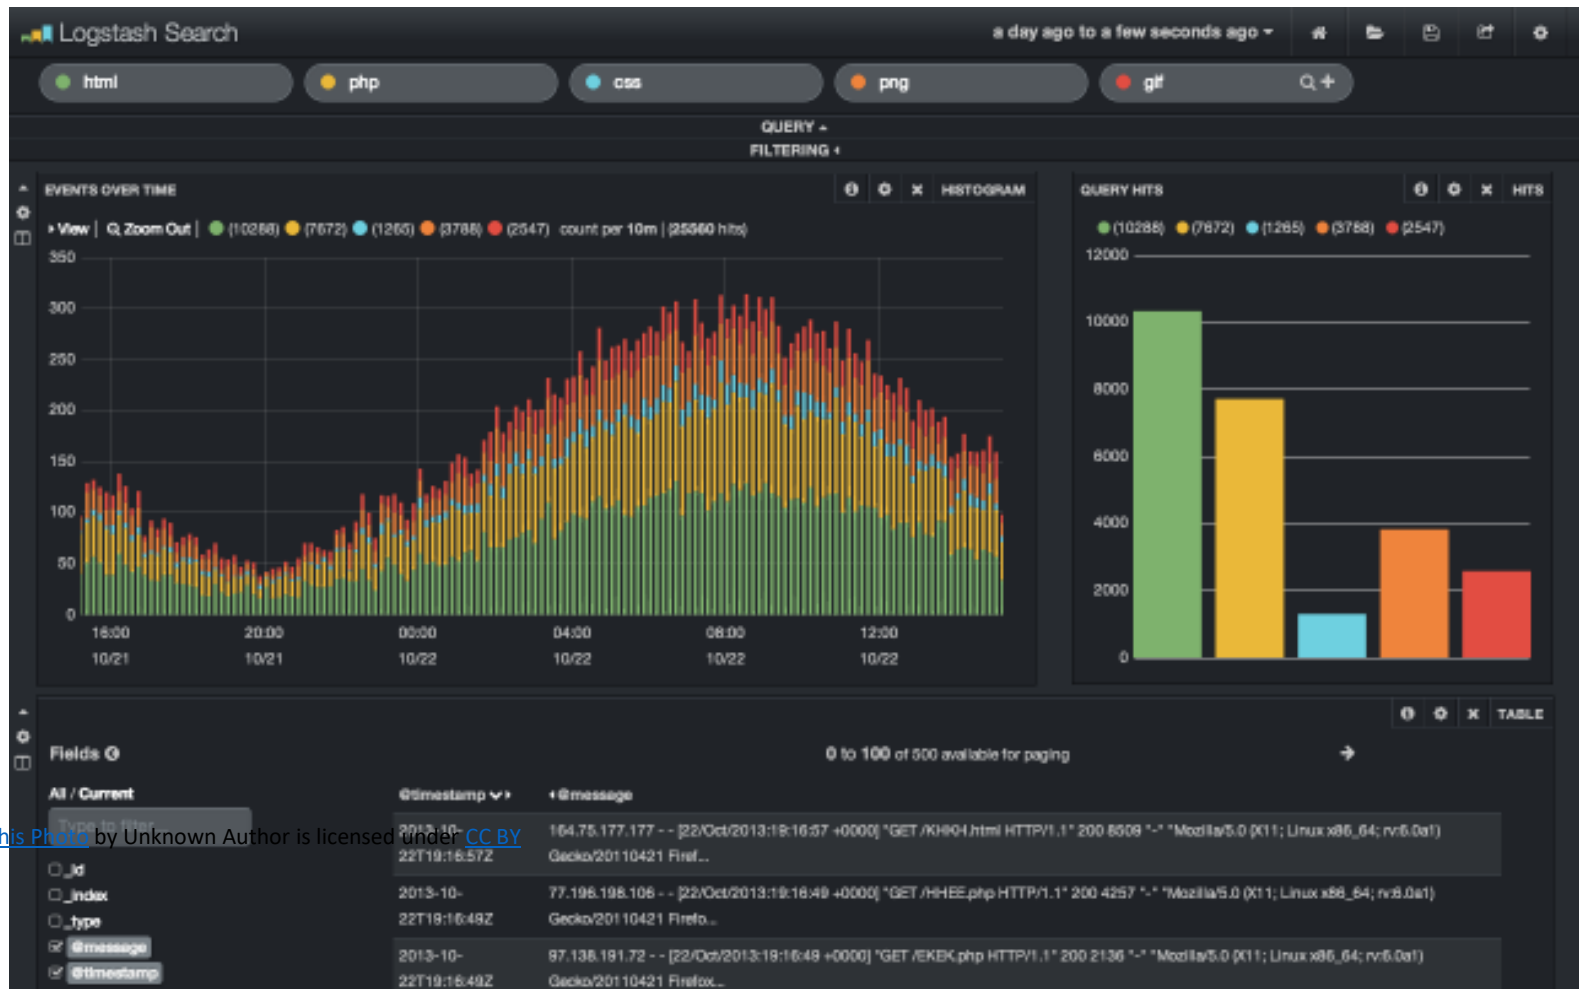 Logstash Search
a day ago to a few seconds ago
html
php
css
png
gif
QUERY
FILTERING
EVENTS OVER TIME
HISTOGRAM
View | Zoom Out | (10288) (7672) (1265) (3788) (2547) count per 10m | (25560 hits)
350
300
250
200
150
100
50
0
16:00 20:00 00:00 04:00 08:00 12:00
10/21 10/21 10/22 10/22 10/22 10/22
QUERY HITS
HITS
(10288) (7672) (1265) (3788) (2547)
12000
10000
8000
6000
4000
2000
0
TABLE
Fields
0 to 100 of 500 available for paging
All / Current
Type to filter
_id
_index
_type
@message
@timestamp
@timestamp @message
2013-10-22T19:16:57Z
164.75.177.177 - - [22/Oct/2013:19:16:57 +0000] "GET /KHKH.html HTTP/1.1" 200 8509 "-" "Mozilla/5.0 (X11; Linux x86_64; rv:6.0a1)
Gecko/20110421 Firef...
2013-10-
22T19:16:49Z
77.196.198.106 - - [22/Oct/2013:19:16:49 +0000] "GET /HHEE.php HTTP/1.1" 200 4257 "-" "Mozilla/5.0 (X11; Linux x86_64; rv:6.0a1)
Gecko/20110421 Firefo...
2013-10-
22T19:16:49Z
97.138.191.72 - - [22/Oct/2013:19:16:49 +0000] "GET /EKEK.php HTTP/1.1" 200 2136 "-" "Mozilla/5.0 (X11; Linux x86_64; rv:6.0a1)
Gecko/20110421 Firefox...
his Photo by Unknown Author is licensed under CC BY